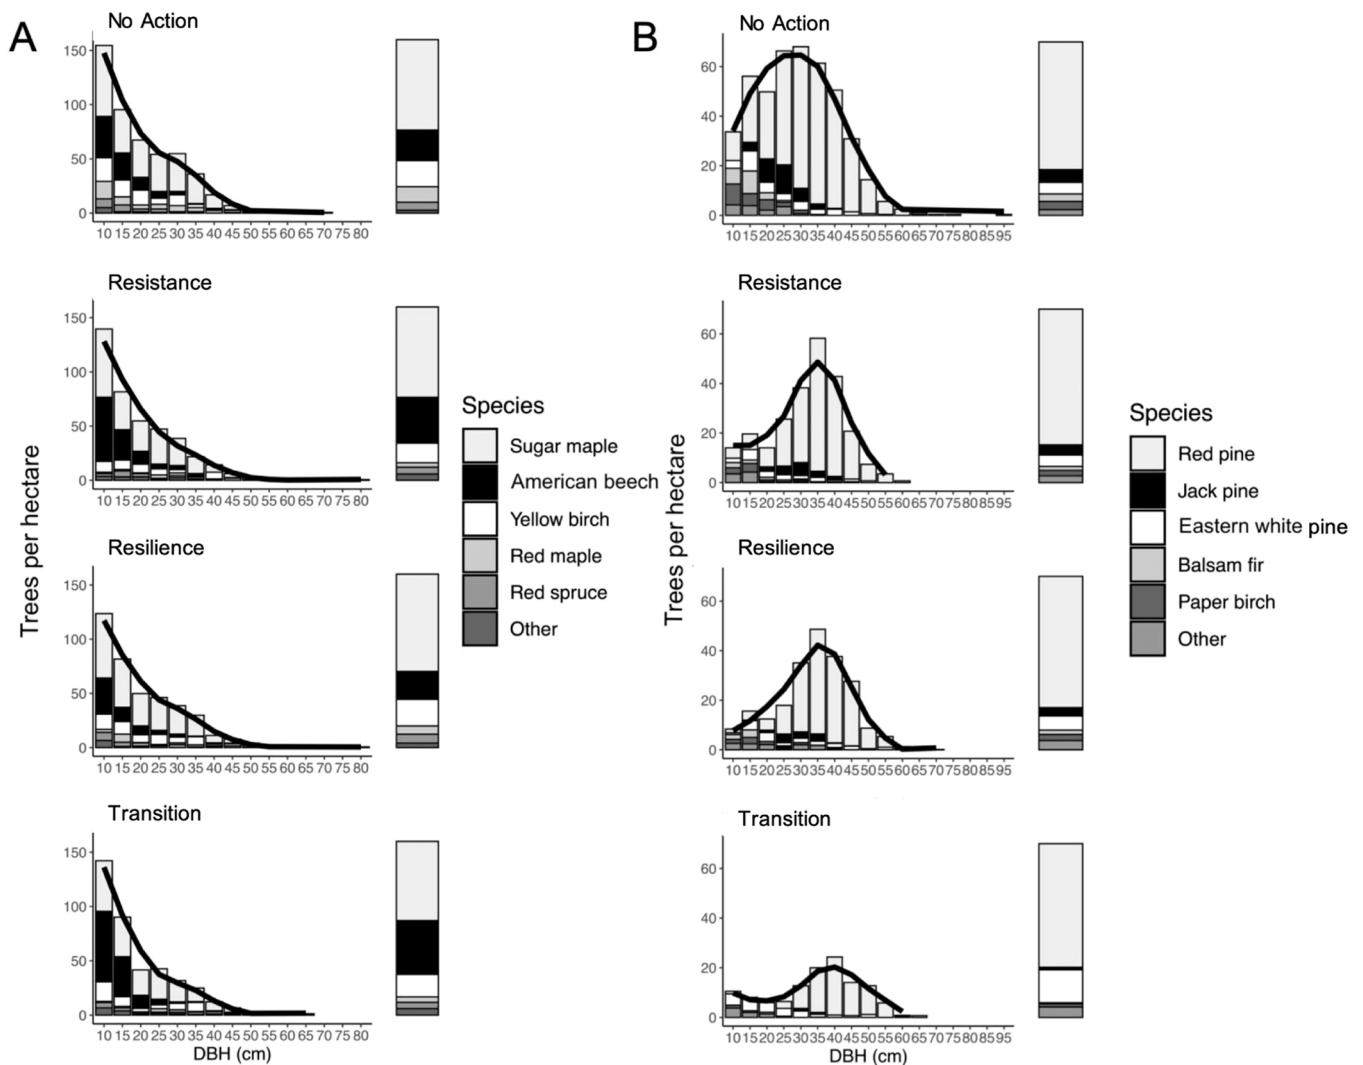 A
No Action
150
100
50
0
10 15 20 25 30 35 40 45 50 55 60 65 70 75 80
Resistance
150
100
50
0
10 15 20 25 30 35 40 45 50 55 60 65 70 75 80
Resilience
150
100
50
0
10 15 20 25 30 35 40 45 50 55 60 65 70 75 80
Transition
150
100
50
0
10 15 20 25 30 35 40 45 50 55 60 65 70 75 80
DBH (cm)
Trees per hectare
Species
Sugar maple
American beech
Yellow birch
Red maple
Red spruce
Other
B
No Action
60
40
20
0
10 15 20 25 30 35 40 45 50 55 60 65 70 75 80 85 95
Resistance
60
40
20
0
10 15 20 25 30 35 40 45 50 55 60 65 70 75 80 85 95
Resilience
60
40
20
0
10 15 20 25 30 35 40 45 50 55 60 65 70 75 80 85 95
Transition
60
40
20
0
10 15 20 25 30 35 40 45 50 55 60 65 70 75 80 85 95
DBH (cm)
Trees per hectare
Species
Red pine
Jack pine
Eastern white pine
Balsam fir
Paper birch
Other